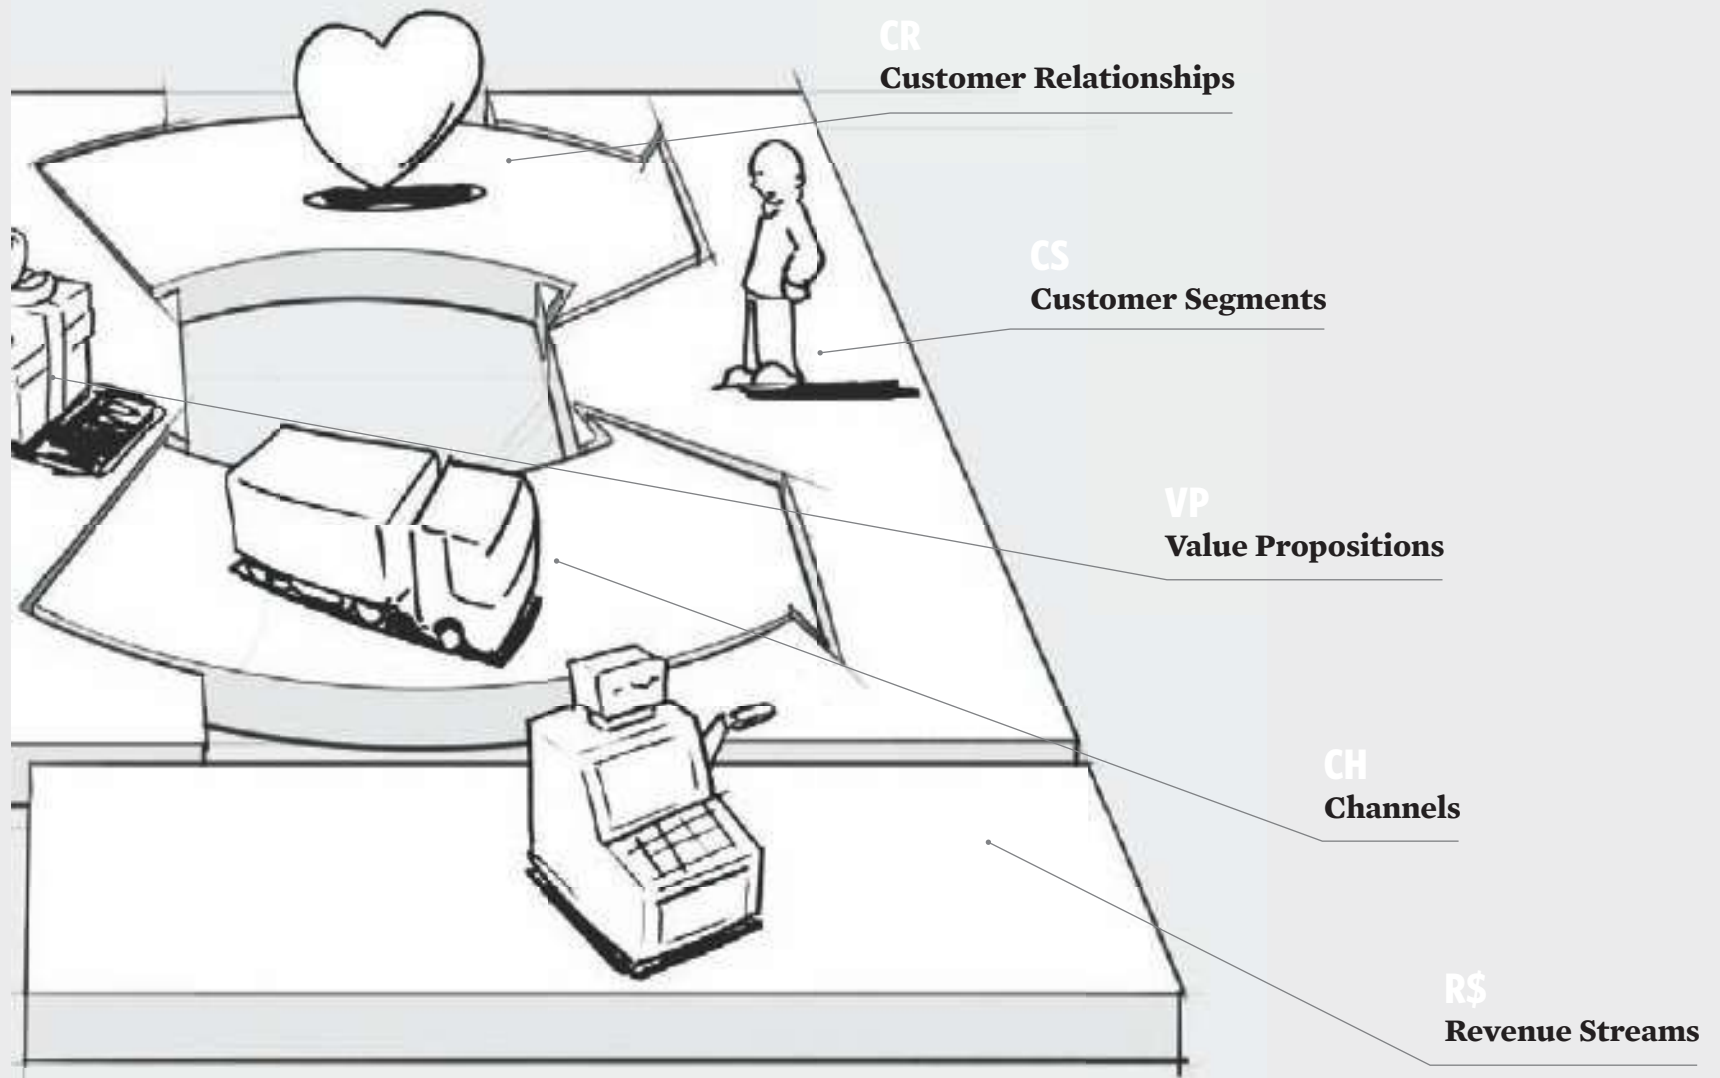 CR
Customer Relationships
CS
Customer Segments
VP
Value Propositions
CH
Channels
R$
Revenue Streams